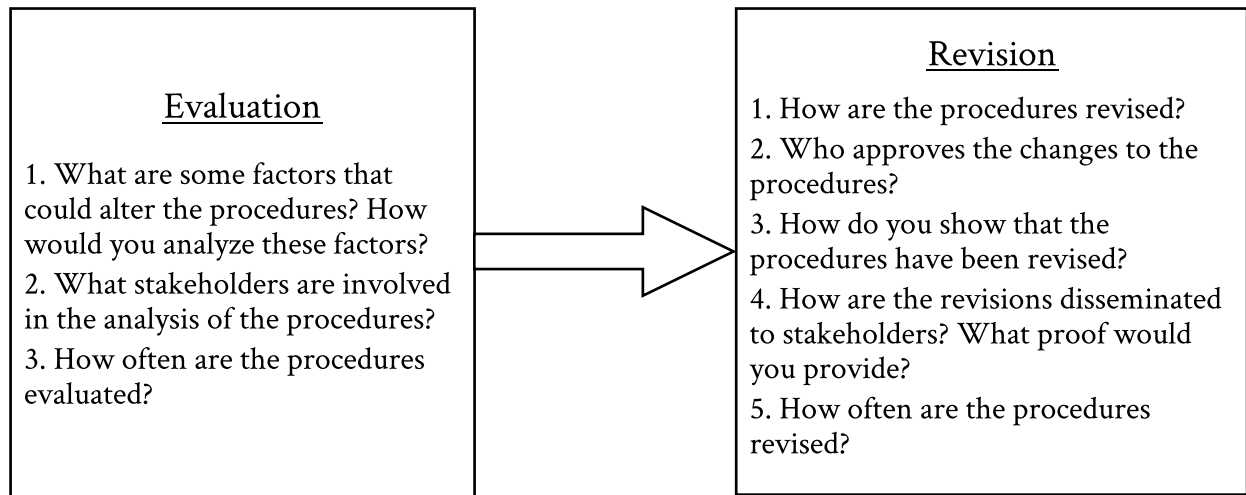 Evaluation
1. What are some factors that
could alter the procedures? How
would you analyze these factors?
2. What stakeholders are involved
in the analysis of the procedures?
3. How often are the procedures
evaluated?
Revision
1. How are the procedures revised?
2. Who approves the changes to the
procedures?
3. How do you show that the
procedures have been revised?
4. How are the revisions disseminated
to stakeholders? What proof would
you provide?
5. How often are the procedures
revised?